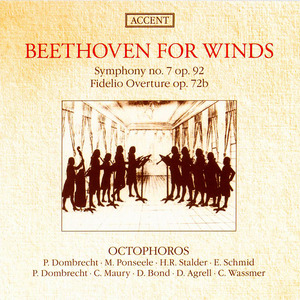 ACCENT
BEETHOVEN FOR WINDS
Symphony no. 7 op. 92
Fidelio Overture op. 72b
OCTOPHOROS
P. Dombrecht · M. Ponseele · H.R. Stalder · E. Schmid
P. Dombrecht · C. Maury · D. Bond · D. Agrell · C. Wassmer